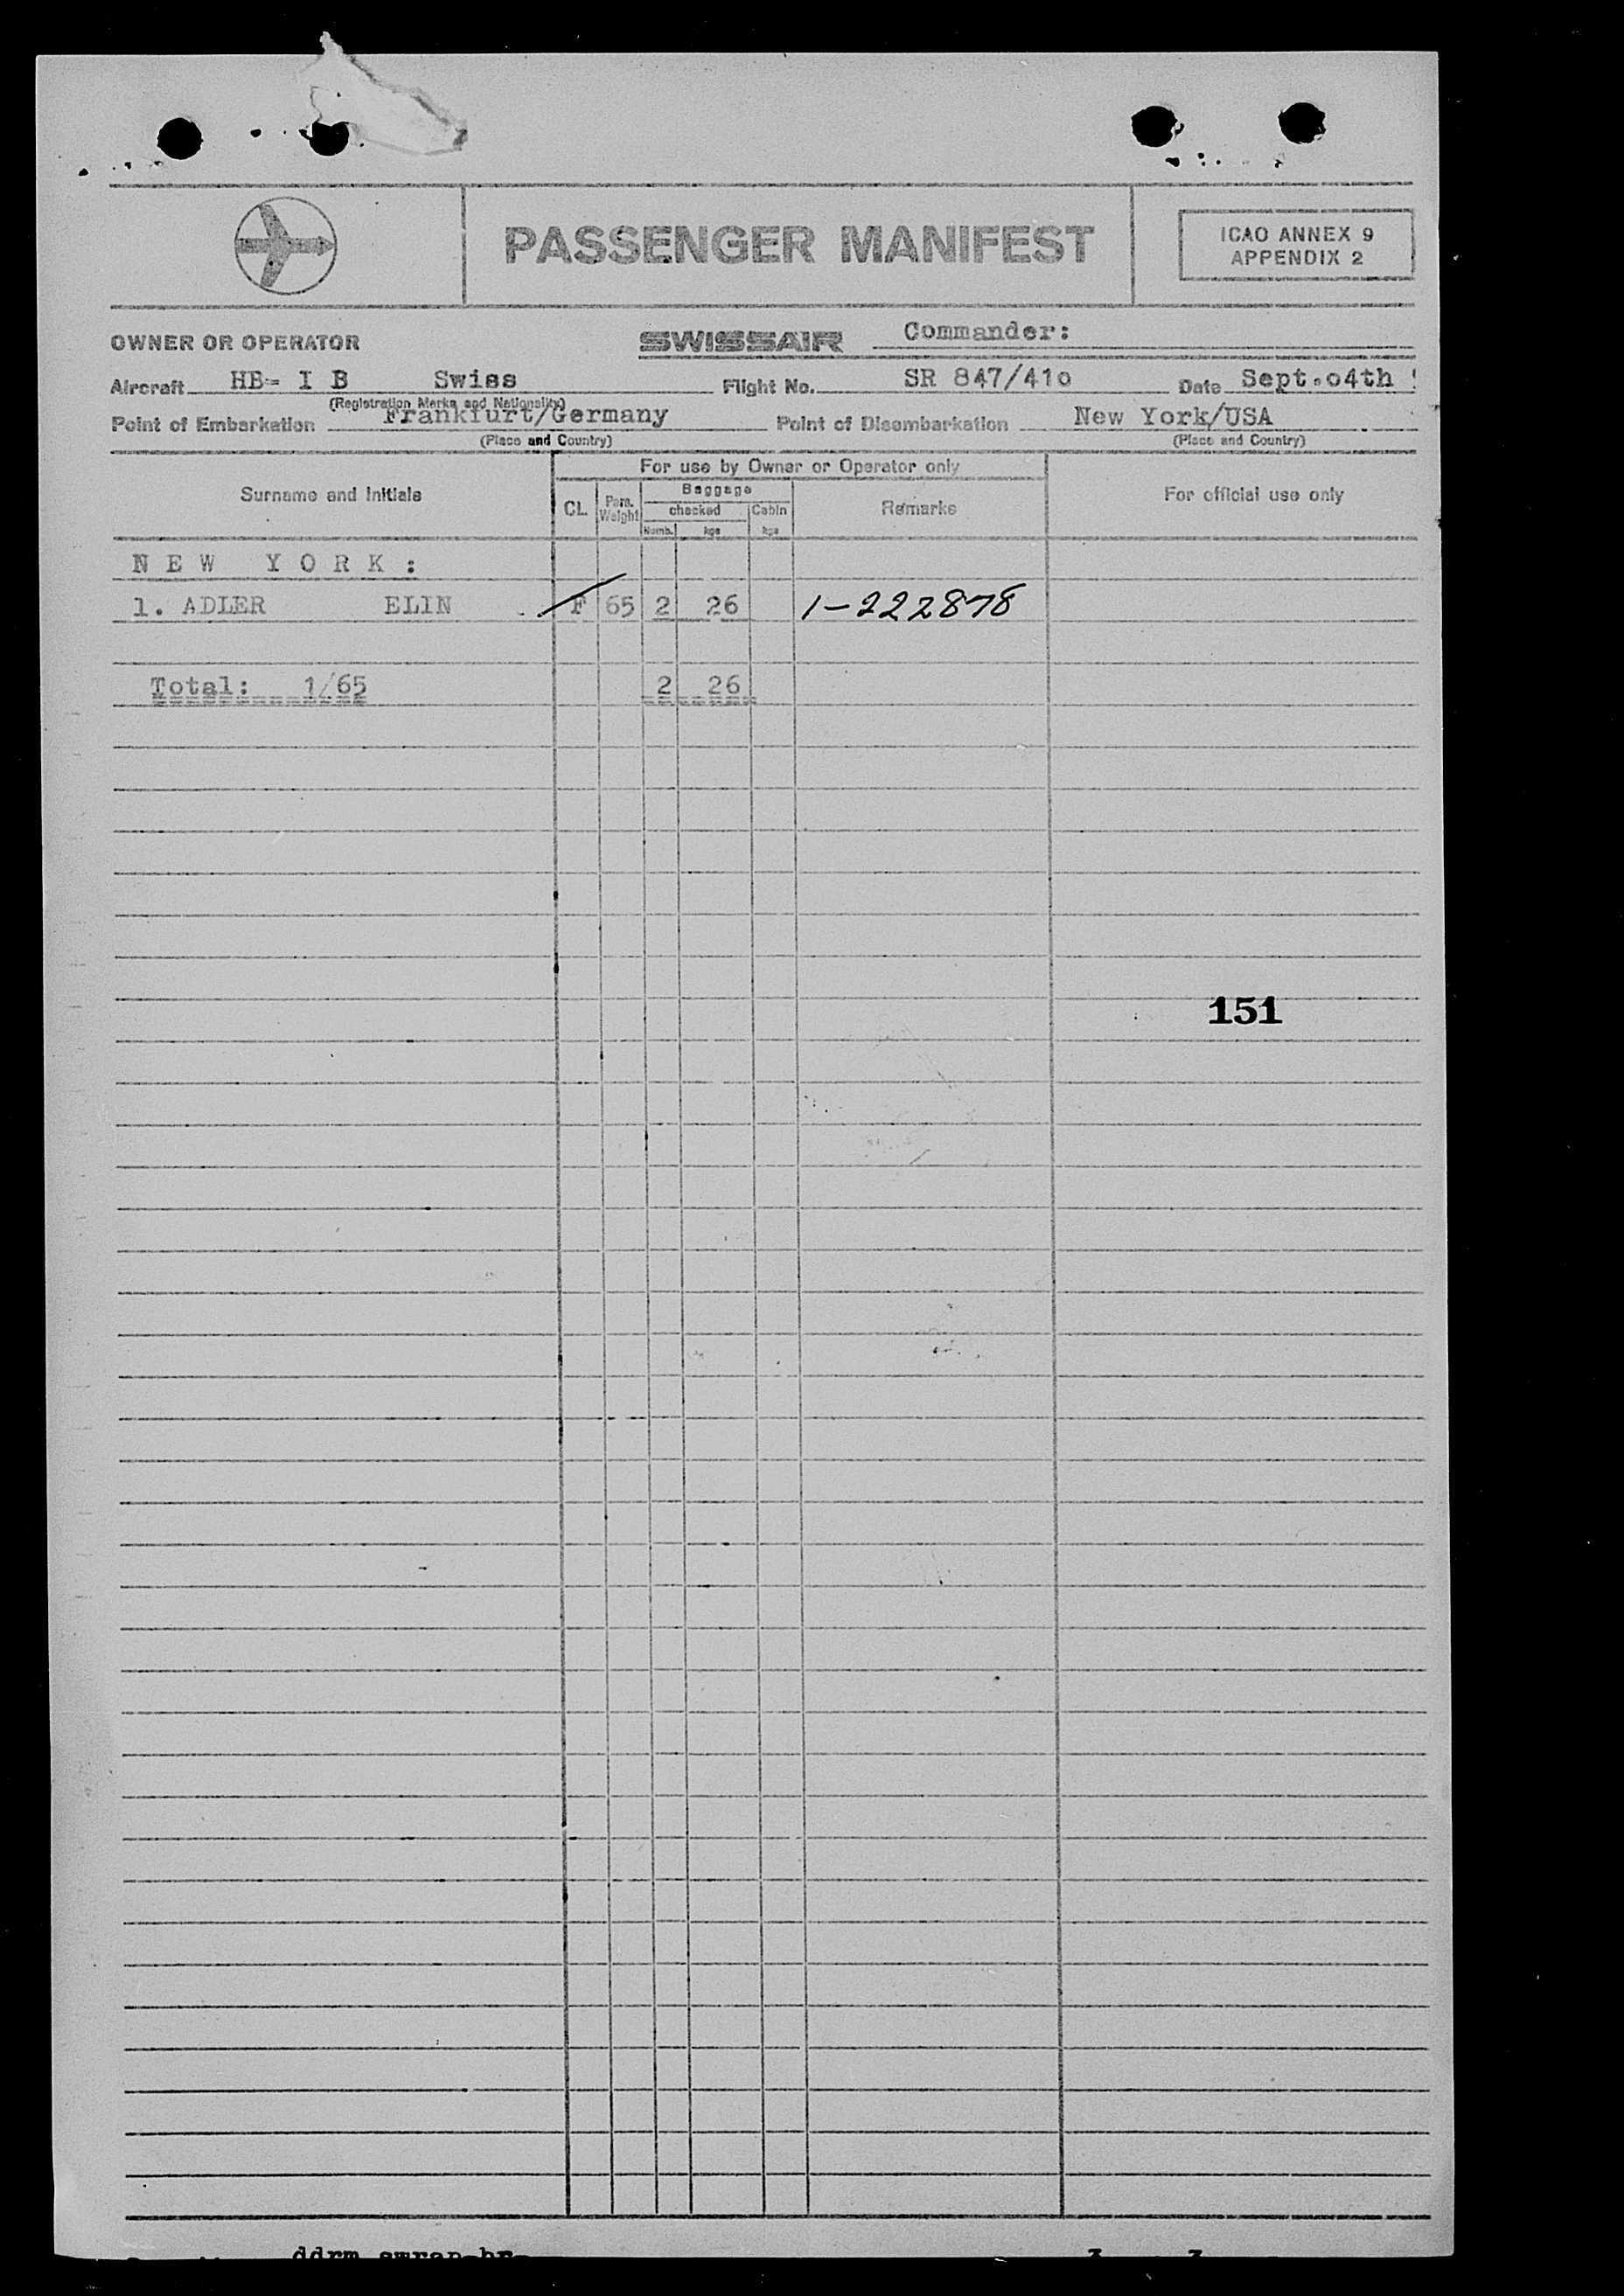 PASSENGER MANIFEST
ICAO ANNEX 9
APPENDIX 2
OWNER OR OPERATOR SWISSAIR Commander:
Aircraft HB= I B Swiss Flight No. SR 847/41o Date Sept.o4th
(Registration Marks and Nationality)
Point of Embarkation Frankfurt/Germany Point of Disembarkation New York/USA
(Place and Country) (Place and Country)
For use by Owner or Operator only
Surname and Initials CL. Pers. Weight Baggage checked Numb. kgs Cabin kgs Remarks For official use only
N E W Y O R K :
1. ADLER ELIN F 65 2 26 1-222878
Total: 1/65 2 26
151